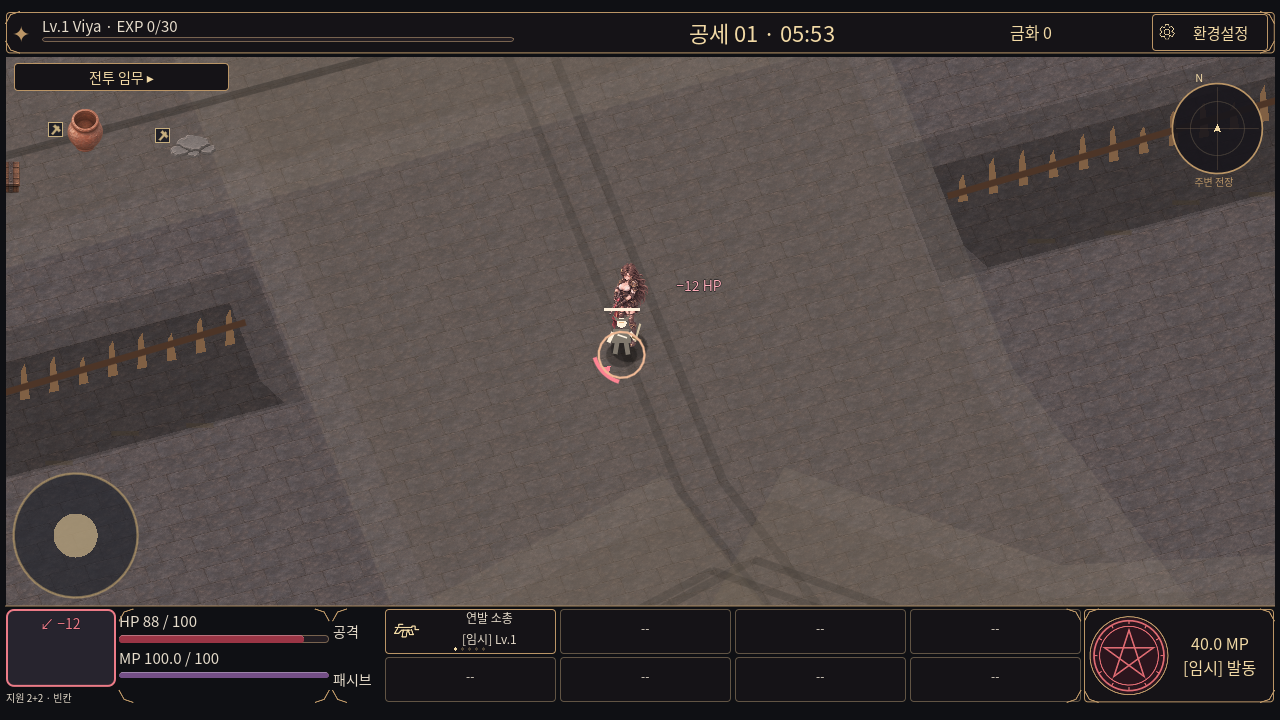 Lv.1 Viya · EXP 0/30
공세 01 · 05:53
금화 0
환경설정
전투 임무 ▸
N
주변 전장
−12 HP
↙ −12
HP 88 / 100
MP 100.0 / 100
지원 2+2 · 빈칸
공격
패시브
연발 소총
[임시] Lv.1
--
--
--
--
--
--
--
40.0 MP
[임시] 발동